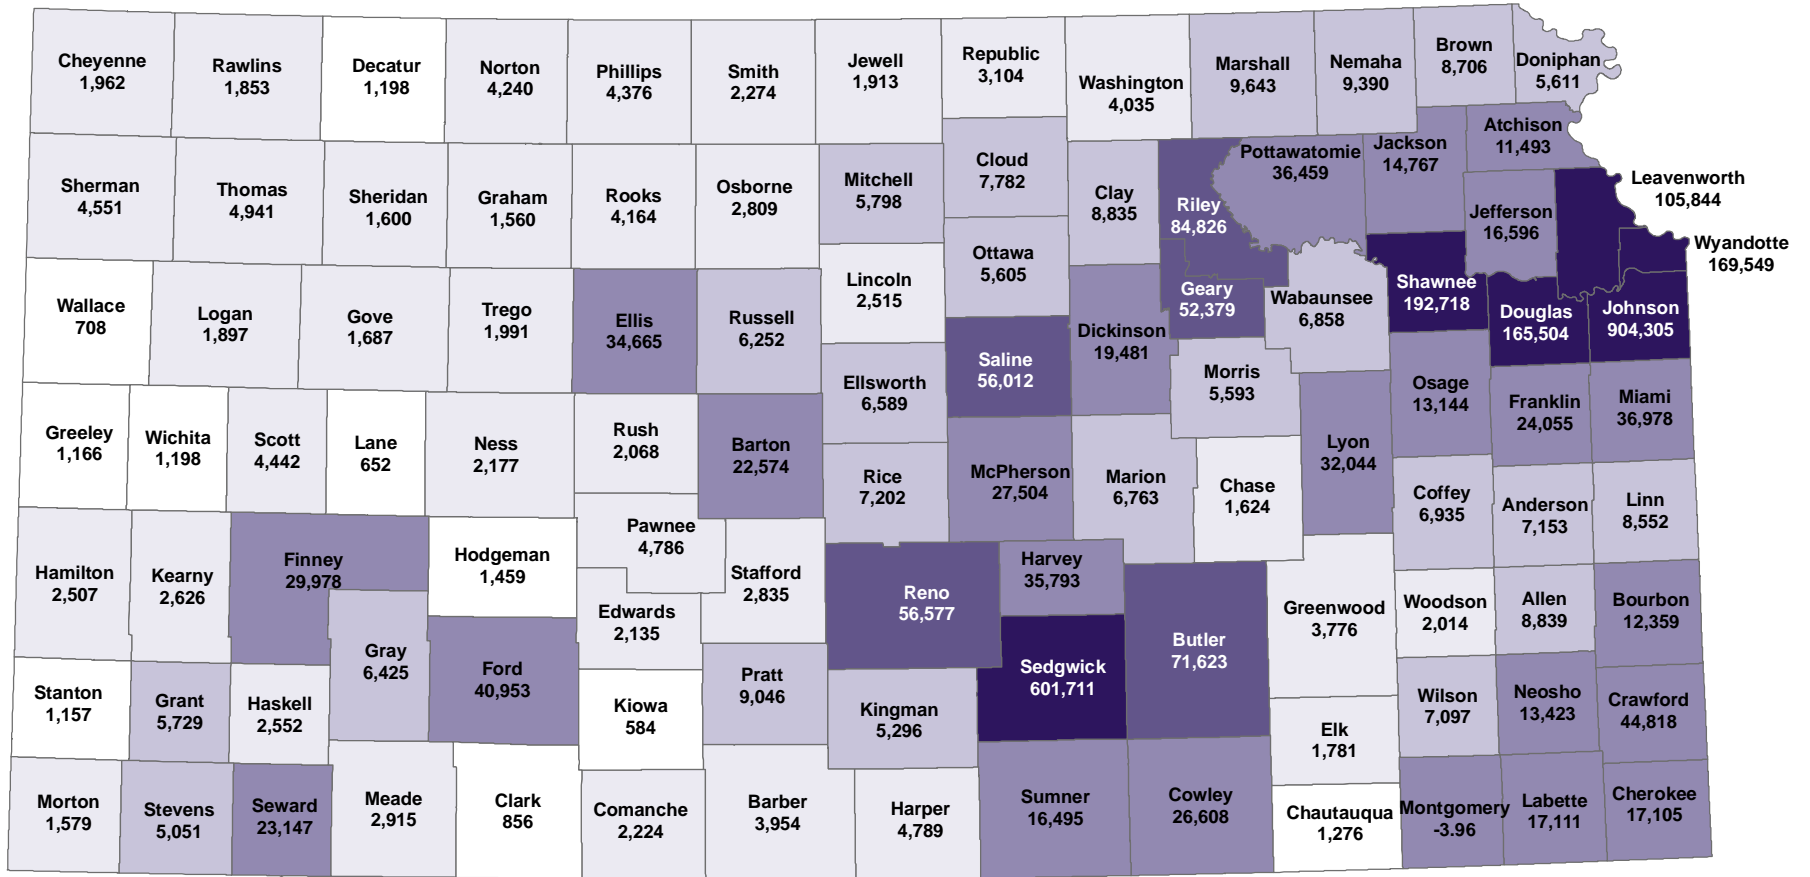 Cheyenne
1,962
Rawlins
1,853
Decatur
1,198
Norton
4,240
Phillips
4,376
Smith
2,274
Jewell
1,913
Republic
3,104
Washington
4,035
Marshall
9,643
Nemaha
9,390
Brown
8,706
Doniphan
5,611
Sherman
4,551
Thomas
4,941
Sheridan
1,600
Graham
1,560
Rooks
4,164
Osborne
2,809
Mitchell
5,798
Cloud
7,782
Clay
8,835
Riley
84,826
Pottawatomie
36,459
Jackson
14,767
Atchison
11,493
Jefferson
16,596
Leavenworth
105,844
Wyandotte
169,549
Wallace
708
Logan
1,897
Gove
1,687
Trego
1,991
Ellis
34,665
Russell
6,252
Lincoln
2,515
Ottawa
5,605
Saline
56,012
Dickinson
19,481
Geary
52,379
Wabaunsee
6,858
Shawnee
192,718
Douglas
165,504
Johnson
904,305
Greeley
1,166
Wichita
1,198
Scott
4,442
Lane
652
Ness
2,177
Rush
2,068
Barton
22,574
Ellsworth
6,589
Rice
7,202
McPherson
27,504
Marion
6,763
Morris
5,593
Chase
1,624
Lyon
32,044
Osage
13,144
Franklin
24,055
Miami
36,978
Coffey
6,935
Anderson
7,153
Linn
8,552
Hamilton
2,507
Kearny
2,626
Finney
29,978
Hodgeman
1,459
Pawnee
4,786
Stafford
2,835
Edwards
2,135
Gray
6,425
Ford
40,953
Reno
56,577
Harvey
35,793
Sedgwick
601,711
Butler
71,623
Greenwood
3,776
Woodson
2,014
Allen
8,839
Bourbon
12,359
Stanton
1,157
Grant
5,729
Haskell
2,552
Kiowa
584
Pratt
9,046
Kingman
5,296
Elk
1,781
Wilson
7,097
Neosho
13,423
Crawford
44,818
Morton
1,579
Stevens
5,051
Seward
23,147
Meade
2,915
Clark
856
Comanche
2,224
Barber
3,954
Harper
4,789
Sumner
16,495
Cowley
26,608
Chautauqua
1,276
Montgomery
-3.96
Labette
17,111
Cherokee
17,105